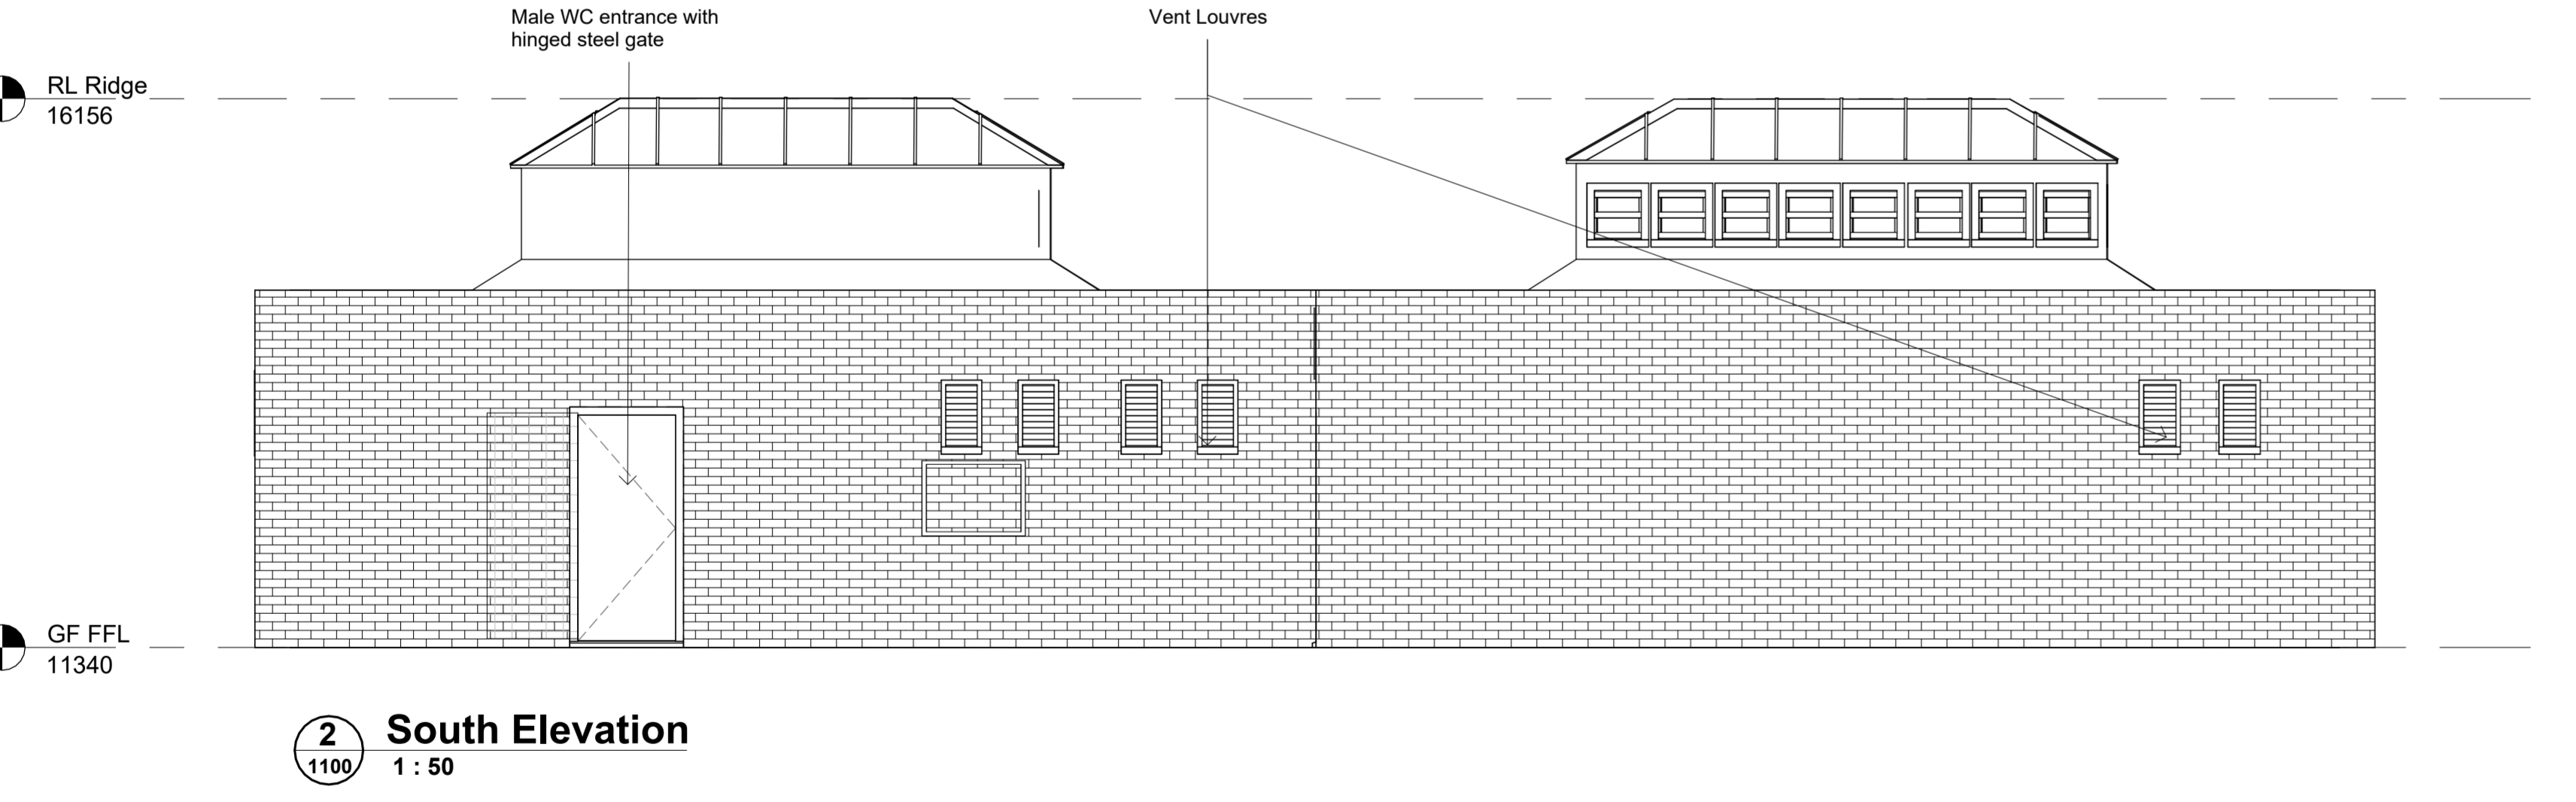 Male WC entrance with
hinged steel gate
Vent Louvres
RL Ridge
16156
GF FFL
11340
2
1100
South Elevation
1 : 50